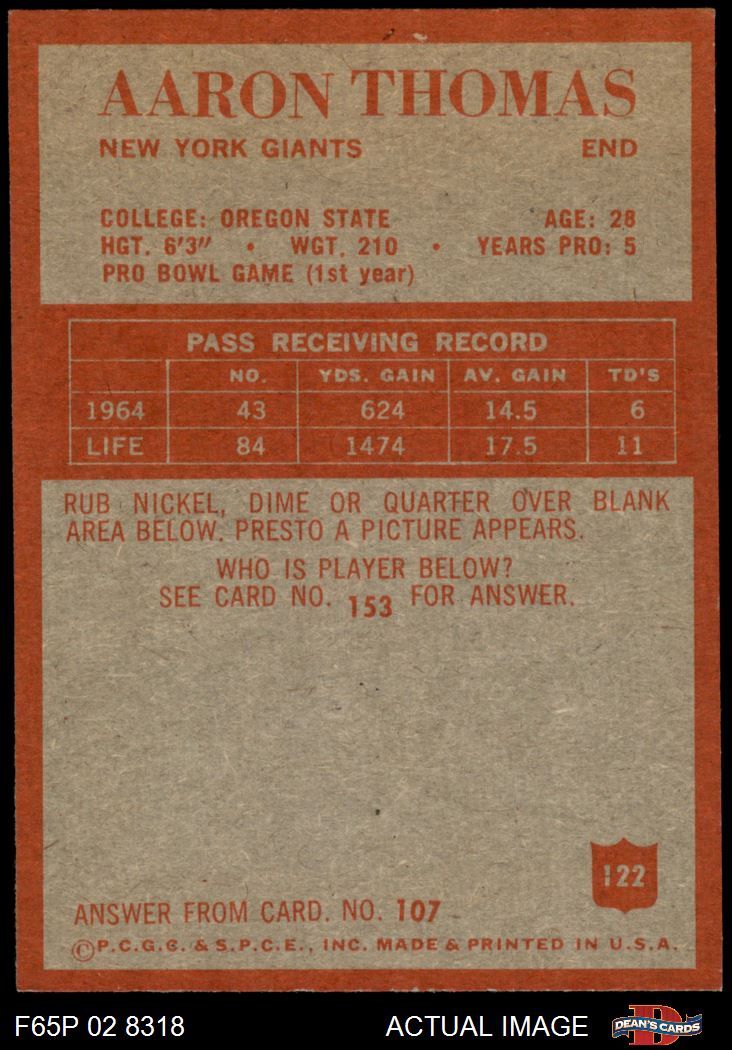 AARON THOMAS
NEW YORK GIANTS END
COLLEGE: OREGON STATE AGE: 28
HGT. 6'3" • WGT. 210 • YEARS PRO: 5
PRO BOWL GAME (1st year)
PASS RECEIVING RECORD
NO. YDS. GAIN AV. GAIN TD'S
1964 43 624 14.5 6
LIFE 84 1474 17.5 11
RUB NICKEL, DIME OR QUARTER OVER BLANK
AREA BELOW. PRESTO A PICTURE APPEARS.
WHO IS PLAYER BELOW?
SEE CARD NO. 153 FOR ANSWER.
122
ANSWER FROM CARD. NO. 107
©P.C.G.C. & S.P.C.E., INC. MADE & PRINTED IN U.S.A.
F65P 02 8318 ACTUAL IMAGE D DEAN'S CARDS